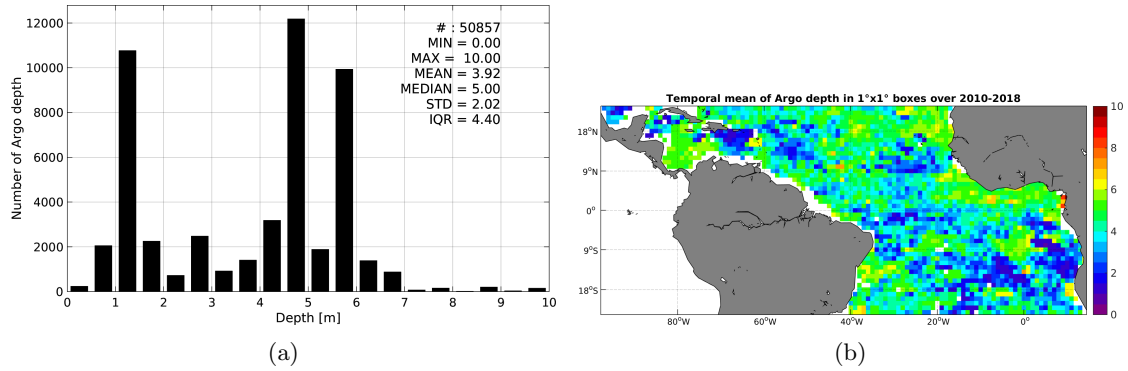 12000
10000
8000
6000
4000
2000
0
Number of Argo depth
# : 50857
MIN = 0.00
MAX = 10.00
MEAN = 3.92
MEDIAN = 5.00
STD = 2.02
IQR = 4.40
0 1 2 3 4 5 6 7 8 9 10
Depth [m]
(a)
Temporal mean of Argo depth in 1°x1° boxes over 2010-2018
18°N
9°N
0°
9°S
18°S
80°W 60°W 40°W 20°W 0°
10
8
6
4
2
0
(b)